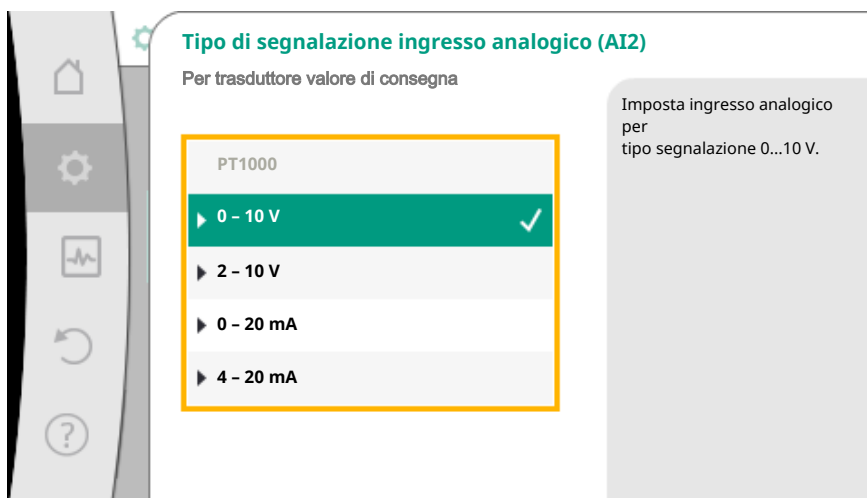 Tipo di segnalazione ingresso analogico (AI2)
Per trasduttore valore di consegna
PT1000
0 – 10 V
2 – 10 V
0 – 20 mA
4 – 20 mA
Imposta ingresso analogico
per
tipo segnalazione 0...10 V.
?